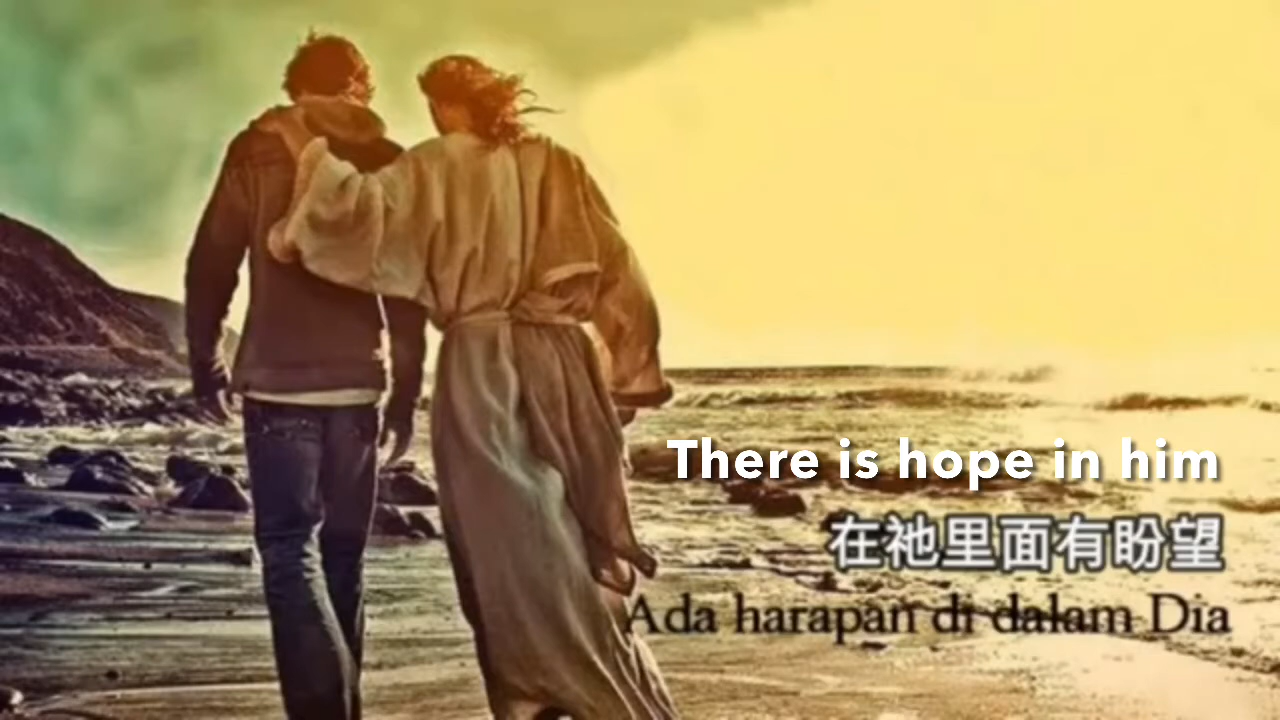 There is hope in him
在祂里面有盼望
Ada harapan di dalam Dia